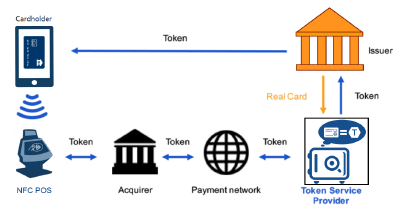 Cardholder
Token
Issuer
Real Card
Token
=T
Token
Token
Token
NFC POS
Acquirer
Payment network
Token Service
Provider